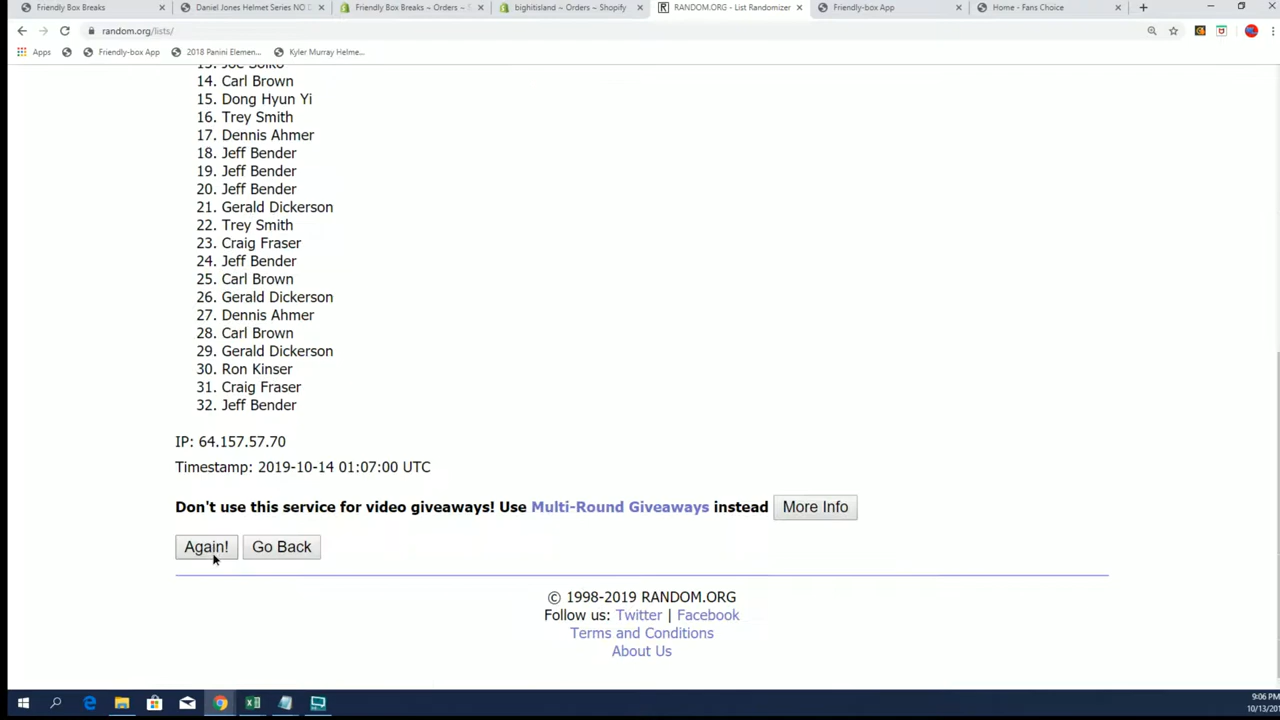 Friendly Box Breaks
Daniel Jones Helmet Series NO D
Friendly Box Breaks ~ Orders ~ S
bighitisland ~ Orders ~ Shopify
RANDOM.ORG - List Randomizer
Friendly-box App
Home - Fans Choice
random.org/lists/
Apps
Friendly-box App
2018 Panini Elemen...
Kyler Murray Helme...
14. Carl Brown
15. Dong Hyun Yi
16. Trey Smith
17. Dennis Ahmer
18. Jeff Bender
19. Jeff Bender
20. Jeff Bender
21. Gerald Dickerson
22. Trey Smith
23. Craig Fraser
24. Jeff Bender
25. Carl Brown
26. Gerald Dickerson
27. Dennis Ahmer
28. Carl Brown
29. Gerald Dickerson
30. Ron Kinser
31. Craig Fraser
32. Jeff Bender
IP: 64.157.57.70
Timestamp: 2019-10-14 01:07:00 UTC
Don't use this service for video giveaways! Use Multi-Round Giveaways instead More Info
Again! Go Back
© 1998-2019 RANDOM.ORG
Follow us: Twitter | Facebook
Terms and Conditions
About Us
9:06 PM
10/13/201